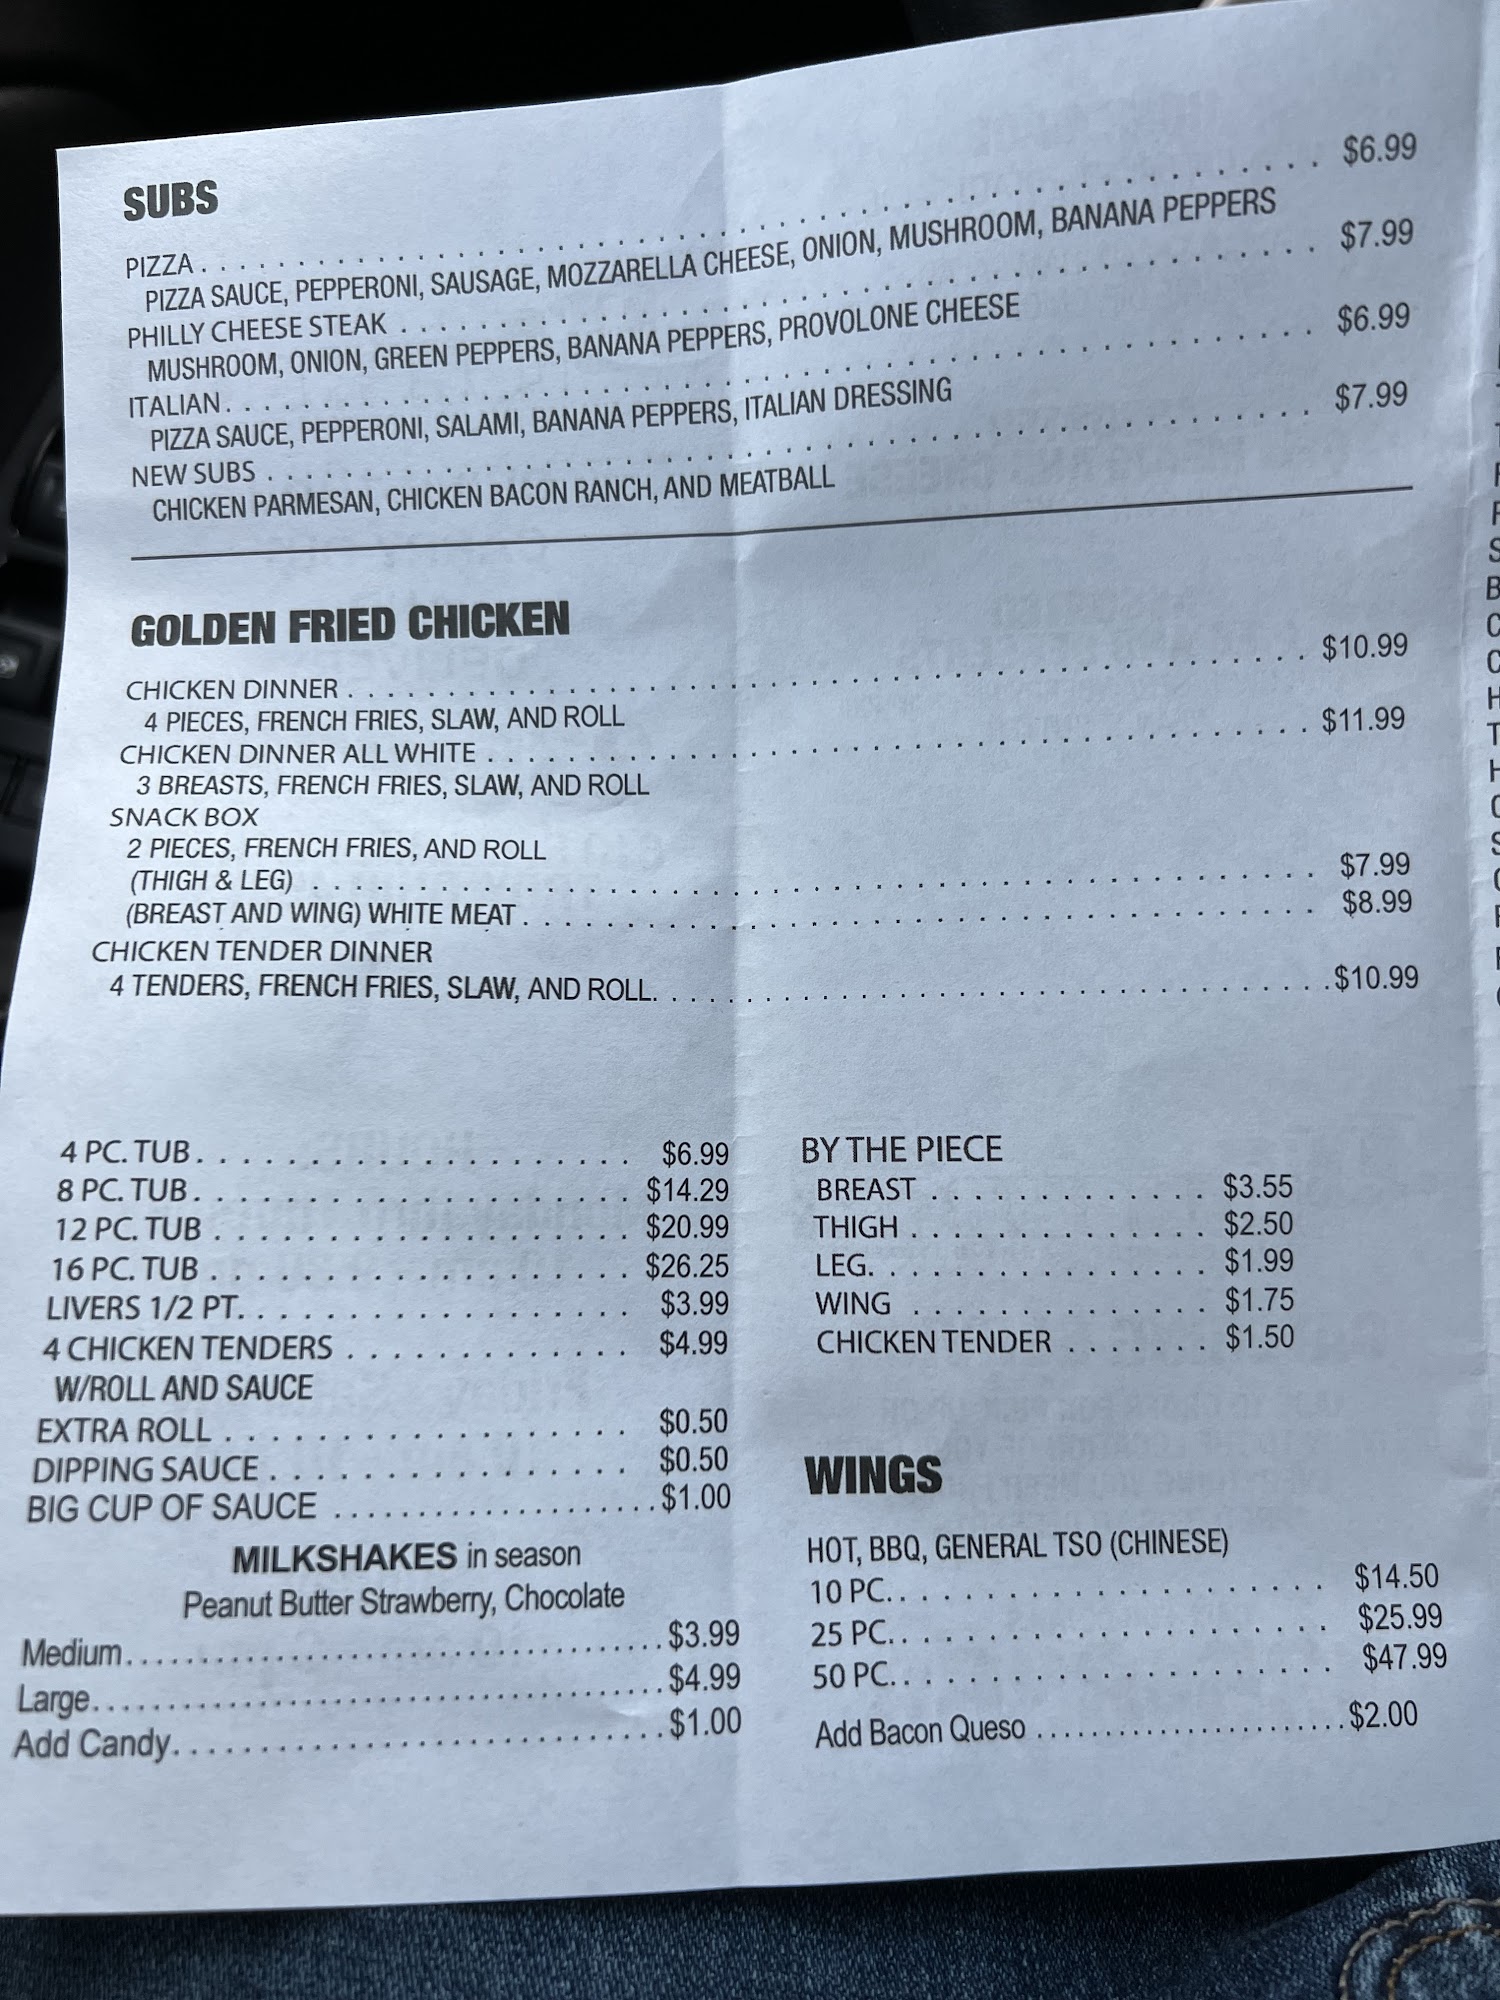 SUBS
PIZZA . . . . . . . . . . . . . . . . . . . . $6.99
PIZZA SAUCE, PEPPERONI, SAUSAGE, MOZZARELLA CHEESE, ONION, MUSHROOM, BANANA PEPPERS
PHILLY CHEESE STEAK . . . . . . . . . . . . . . . . . . . . $7.99
MUSHROOM, ONION, GREEN PEPPERS, BANANA PEPPERS, PROVOLONE CHEESE
ITALIAN . . . . . . . . . . . . . . . . . . . . $6.99
PIZZA SAUCE, PEPPERONI, SALAMI, BANANA PEPPERS, ITALIAN DRESSING
NEW SUBS . . . . . . . . . . . . . . . . . . . . $7.99
CHICKEN PARMESAN, CHICKEN BACON RANCH, AND MEATBALL
GOLDEN FRIED CHICKEN
CHICKEN DINNER . . . . . . . . . . . . . . . . . . . . $10.99
4 PIECES, FRENCH FRIES, SLAW, AND ROLL
CHICKEN DINNER ALL WHITE . . . . . . . . . . . . . . . . . . . . $11.99
3 BREASTS, FRENCH FRIES, SLAW, AND ROLL
SNACK BOX
2 PIECES, FRENCH FRIES, AND ROLL
(THIGH & LEG) . . . . . . . . . . . . . . . . . . . . $7.99
(BREAST AND WING) WHITE MEAT . . . . . . . . . . . . . . . . . . . . $8.99
CHICKEN TENDER DINNER
4 TENDERS, FRENCH FRIES, SLAW, AND ROLL. . . . . . . . . . . . . . . . . . . . $10.99
4 PC. TUB . . . . . . . . . . $6.99
8 PC. TUB . . . . . . . . . . $14.29
12 PC. TUB . . . . . . . . . . $20.99
16 PC. TUB . . . . . . . . . . $26.25
LIVERS 1/2 PT. . . . . . . . . . . $3.99
4 CHICKEN TENDERS . . . . . . . . . . $4.99
W/ROLL AND SAUCE
EXTRA ROLL . . . . . . . . . . $0.50
DIPPING SAUCE . . . . . . . . . . $0.50
BIG CUP OF SAUCE . . . . . . . . . . $1.00
MILKSHAKES in season
Peanut Butter Strawberry, Chocolate
Medium . . . . . . . . . . $3.99
Large . . . . . . . . . . $4.99
Add Candy . . . . . . . . . . $1.00
BY THE PIECE
BREAST . . . . . . . . . . $3.55
THIGH . . . . . . . . . . $2.50
LEG. . . . . . . . . . . $1.99
WING . . . . . . . . . . $1.75
CHICKEN TENDER . . . . . . . $1.50
WINGS
HOT, BBQ, GENERAL TSO (CHINESE)
10 PC. . . . . . . . . . . $14.50
25 PC. . . . . . . . . . . $25.99
50 PC. . . . . . . . . . . $47.99
Add Bacon Queso . . . . . . . . . . $2.00